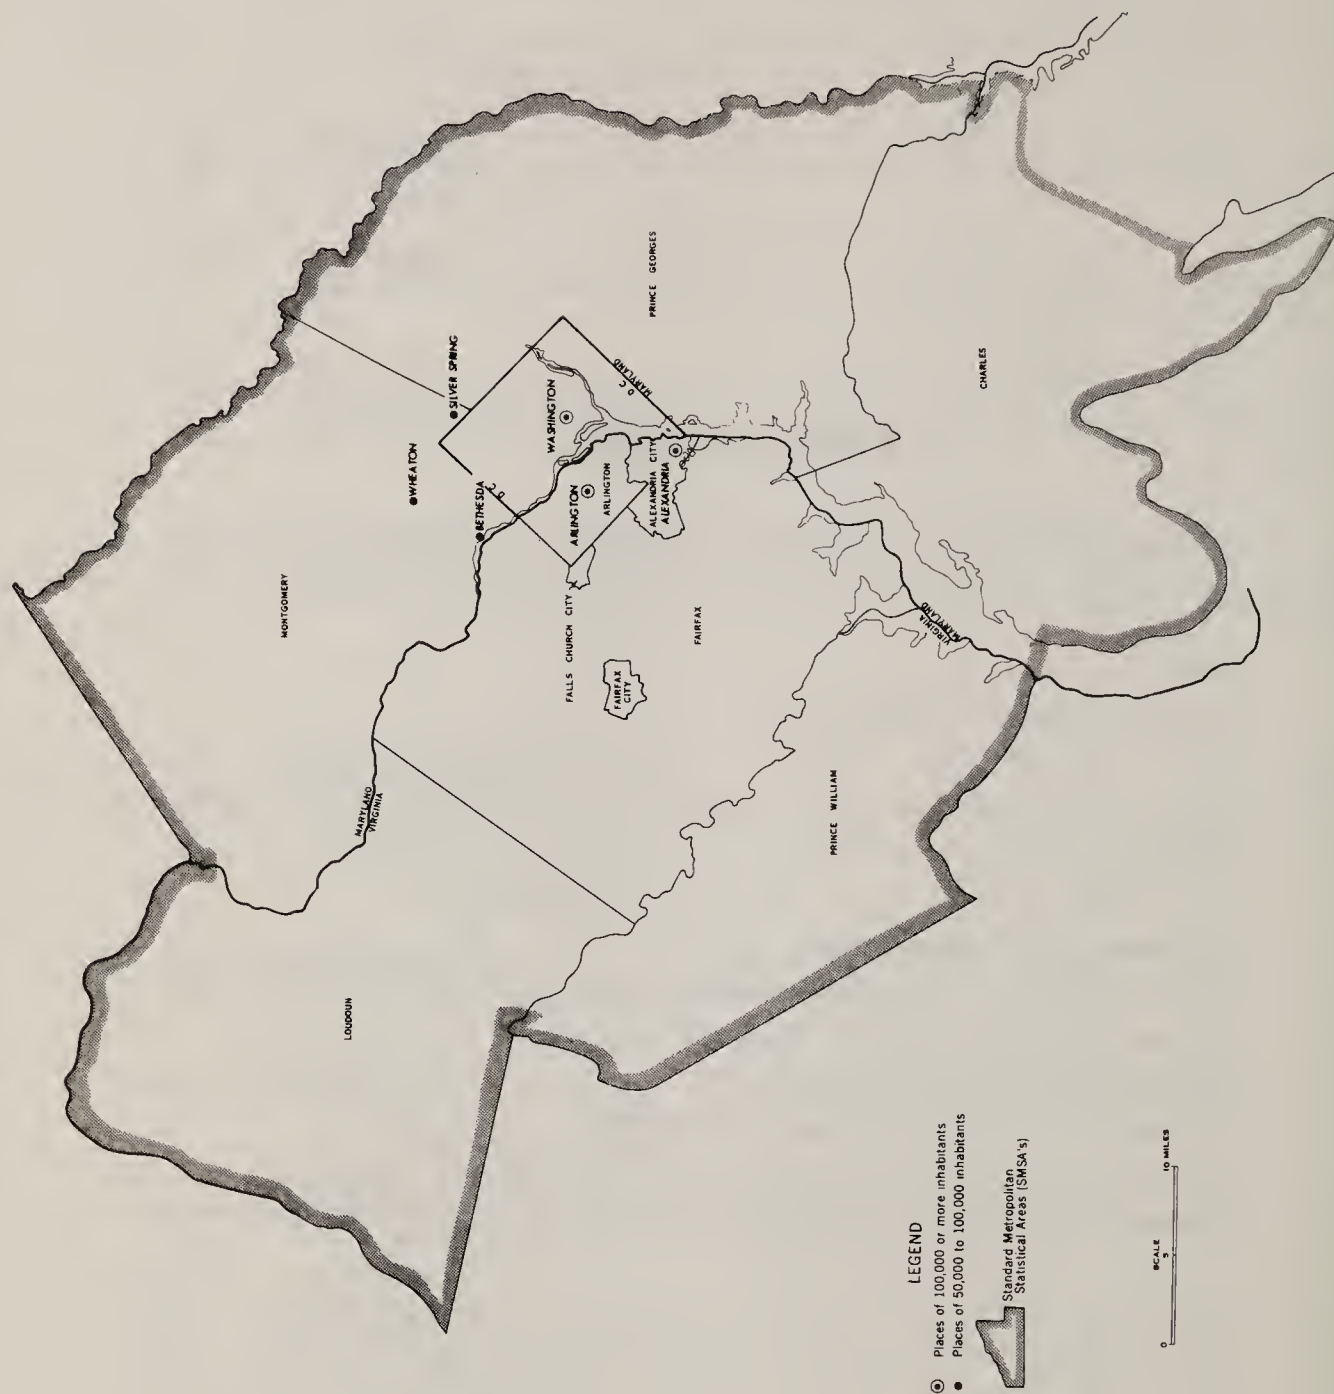 MONTGOMERY
WHEATON
SILVER SPRING
BETHESDA
D C
MARYLAND
VIRGINIA
LOUDOUN
WASHINGTON
ARLINGTON
ARLINGTON
D C
MARYLAND
PRINCE GEORGES
FALLS CHURCH CITY
ALEXANDRIA CITY
ALEXANDRIA
FAIRFAX
CITY
FAIRFAX
PRINCE WILLIAM
VIRGINIA
MARYLAND
CHARLES
LEGEND
Places of 100,000 or more inhabitants
Places of 50,000 to 100,000 inhabitants
Standard Metropolitan
Statistical Areas (SMSA's)
SCALE
0 5 10 MILES